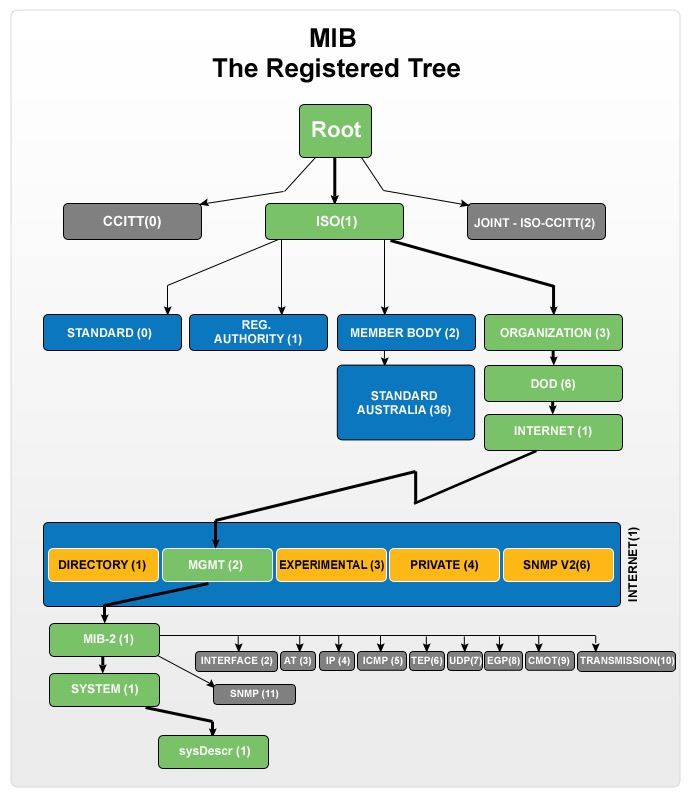 MIB
The Registered Tree
Root
CCITT(0)
ISO(1)
JOINT - ISO-CCITT(2)
STANDARD (0)
REG.
AUTHORITY (1)
MEMBER BODY (2)
ORGANIZATION (3)
STANDARD
AUSTRALIA (36)
DOD (6)
INTERNET (1)
DIRECTORY (1)
MGMT (2)
EXPERIMENTAL (3)
PRIVATE (4)
SNMP V2(6)
INTERNET(1)
MIB-2 (1)
INTERFACE (2)
AT (3)
IP (4)
ICMP (5)
TEP(6)
UDP(7)
EGP(8)
CMOT(9)
TRANSMISSION(10)
SYSTEM (1)
SNMP (11)
sysDescr (1)